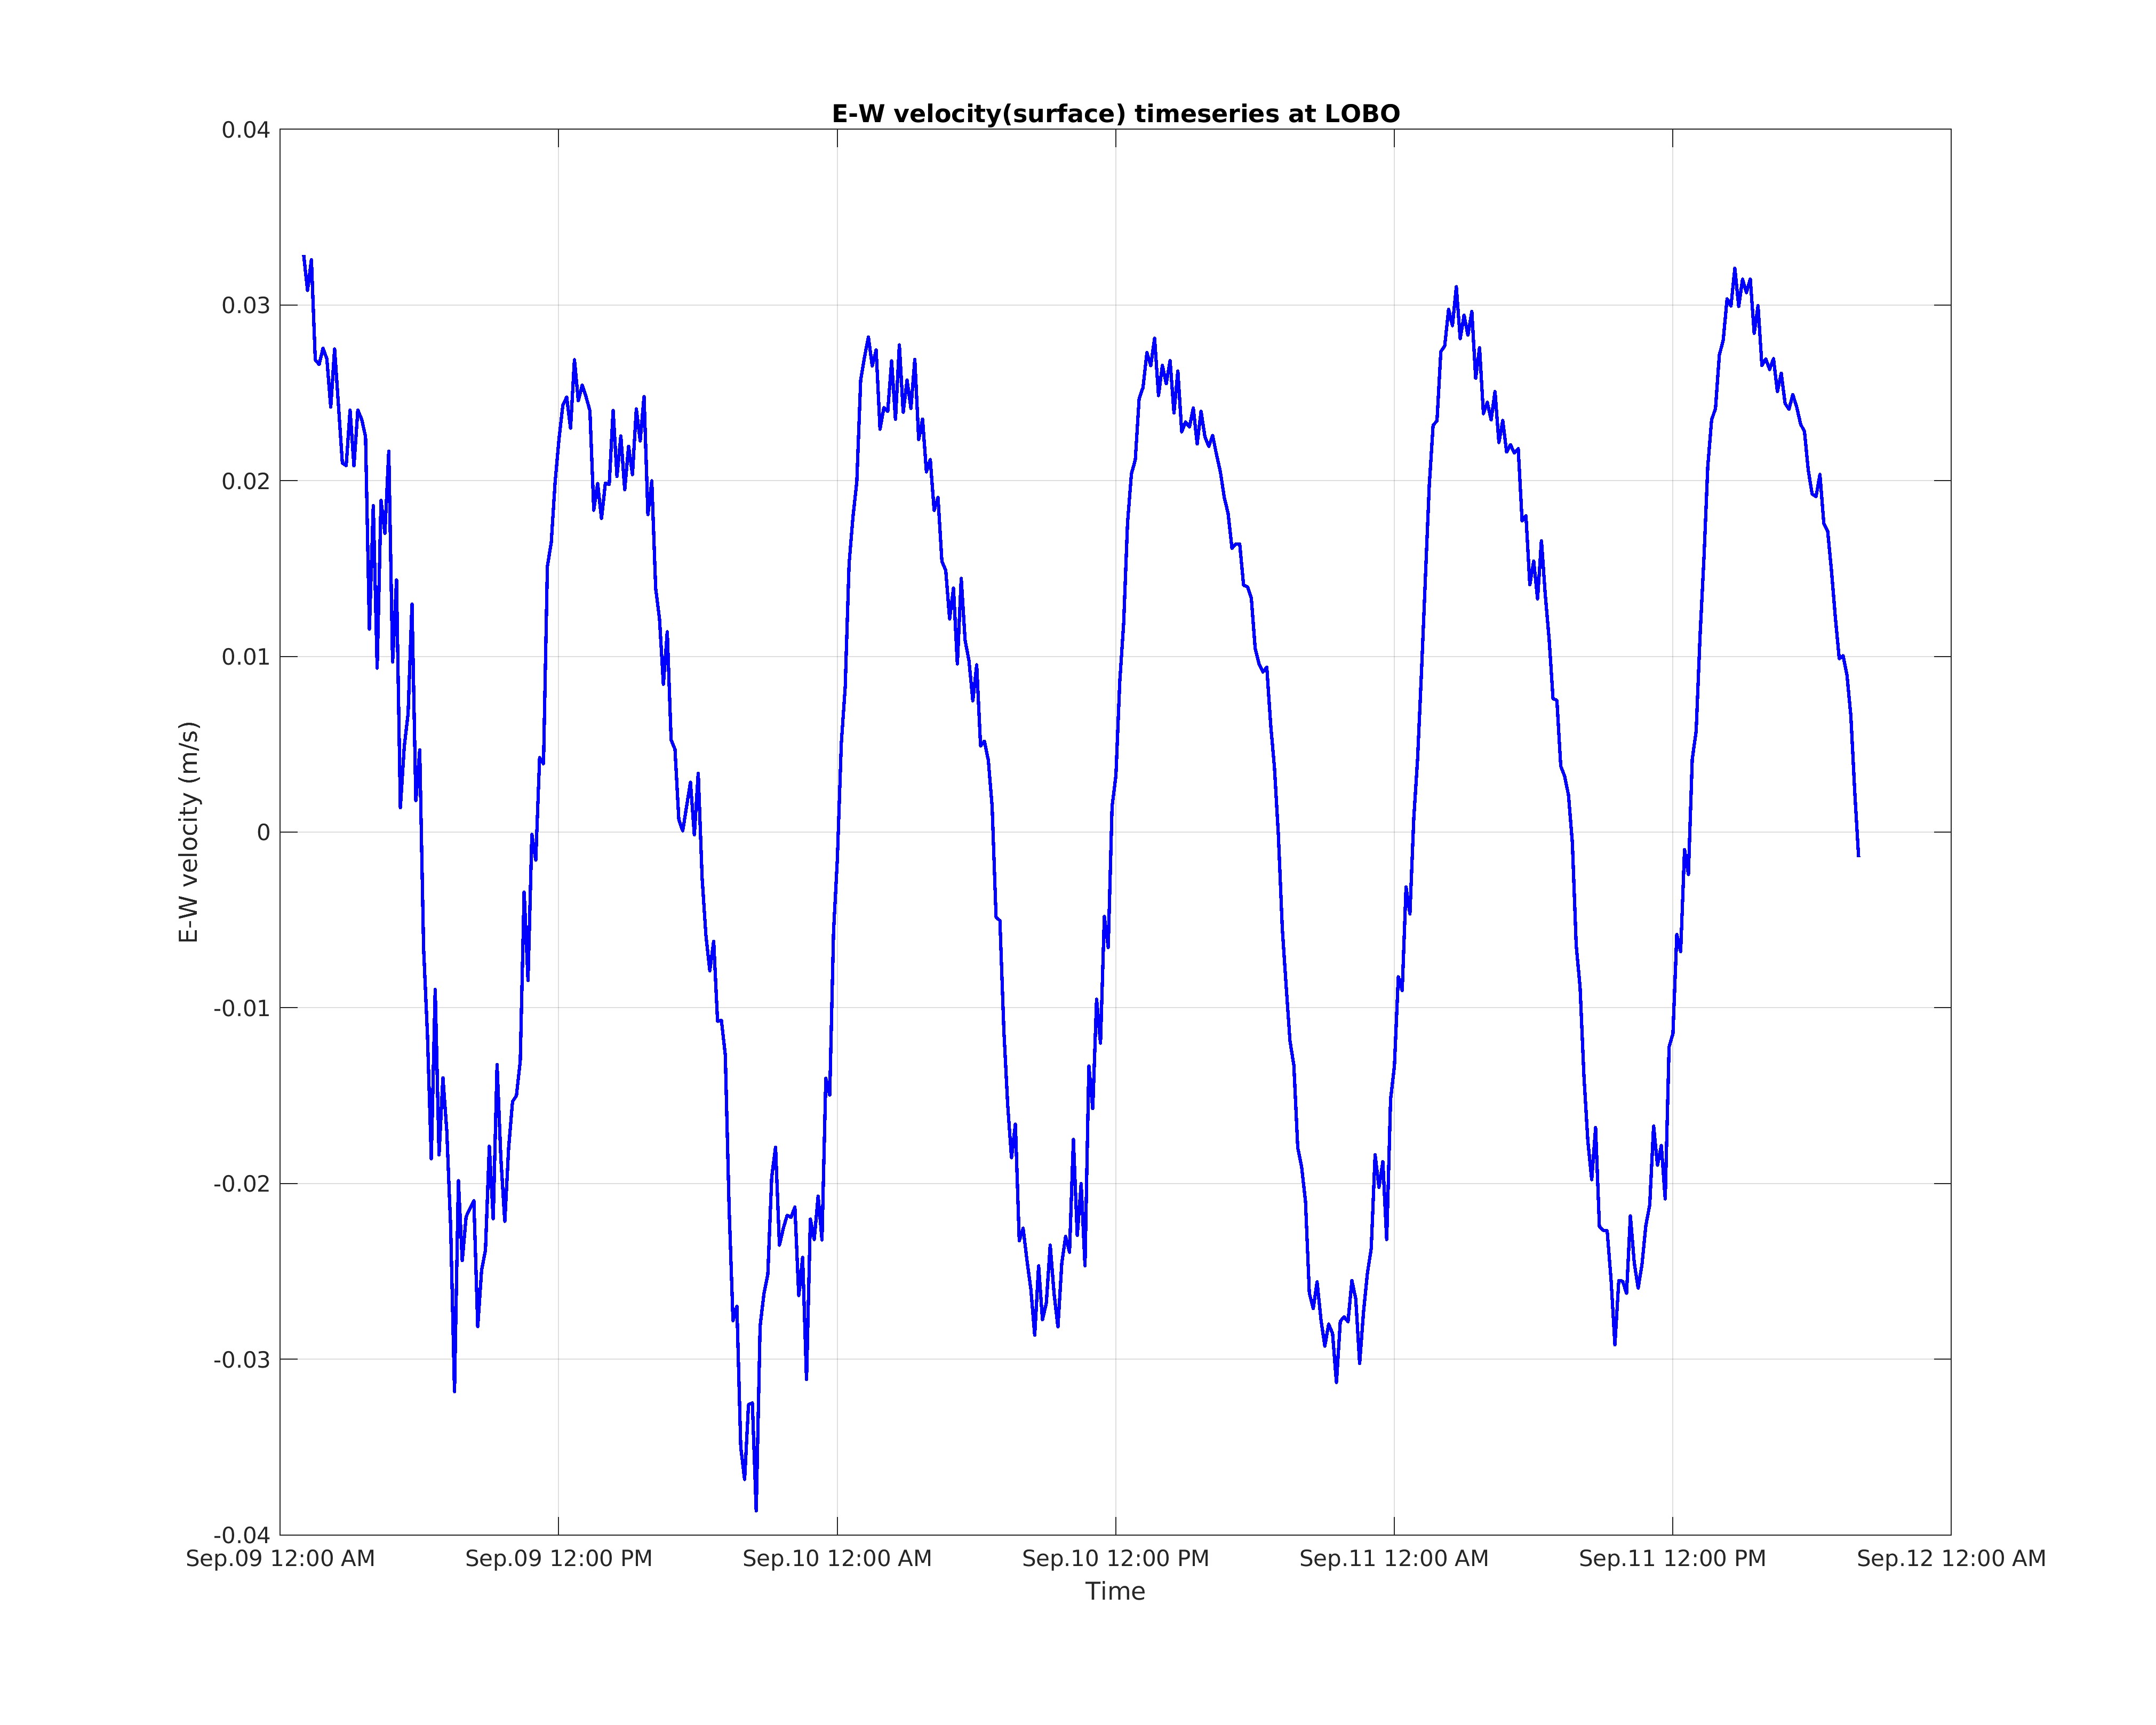 E-W velocity(surface) timeseries at LOBO
0.04
0.03
0.02
0.01
0
-0.01
-0.02
-0.03
-0.04
E-W velocity (m/s)
Sep.09 12:00 AM Sep.09 12:00 PM Sep.10 12:00 AM Sep.10 12:00 PM Sep.11 12:00 AM Sep.11 12:00 PM Sep.12 12:00 AM
Time